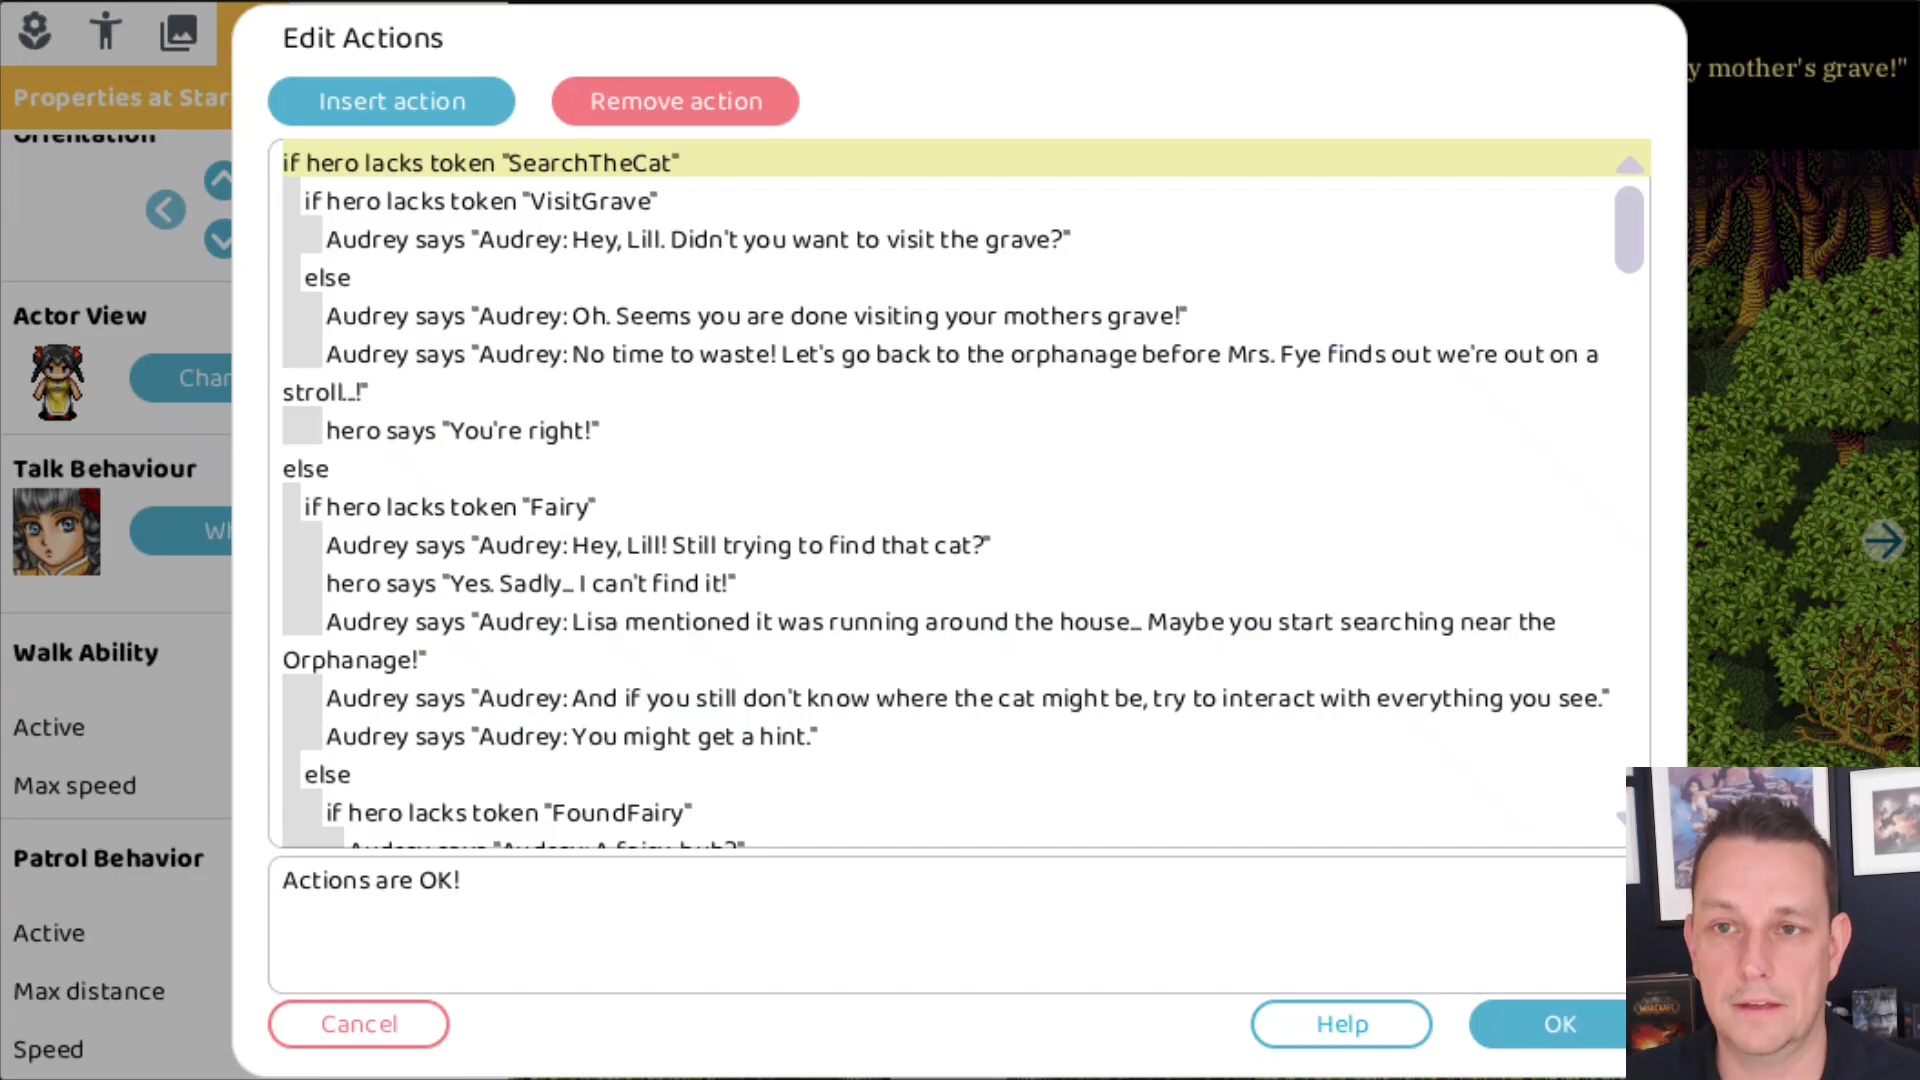 Edit Actions
Insert action
Remove action
y mother's grave!"
Properties at Star
Orientation
Actor View
Char
Talk Behaviour
Wh
Walk Ability
Active
Max speed
Patrol Behavior
Active
Max distance
Speed
if hero lacks token "SearchTheCat"
if hero lacks token "VisitGrave"
Audrey says "Audrey: Hey, Lill. Didn't you want to visit the grave?"
else
Audrey says "Audrey: Oh. Seems you are done visiting your mothers grave!"
Audrey says "Audrey: No time to waste! Let's go back to the orphanage before Mrs. Fye finds out we're out on a
stroll...!"
hero says "You're right!"
else
if hero lacks token "Fairy"
Audrey says "Audrey: Hey, Lill! Still trying to find that cat?"
hero says "Yes. Sadly... I can't find it!"
Audrey says "Audrey: Lisa mentioned it was running around the house... Maybe you start searching near the
Orphanage!"
Audrey says "Audrey: And if you still don't know where the cat might be, try to interact with everything you see."
Audrey says "Audrey: You might get a hint."
else
if hero lacks token "FoundFairy"
Audrey says "Audrey: A fairy, huh?"
Actions are OK!
Cancel
Help
OK
WARCRAFT